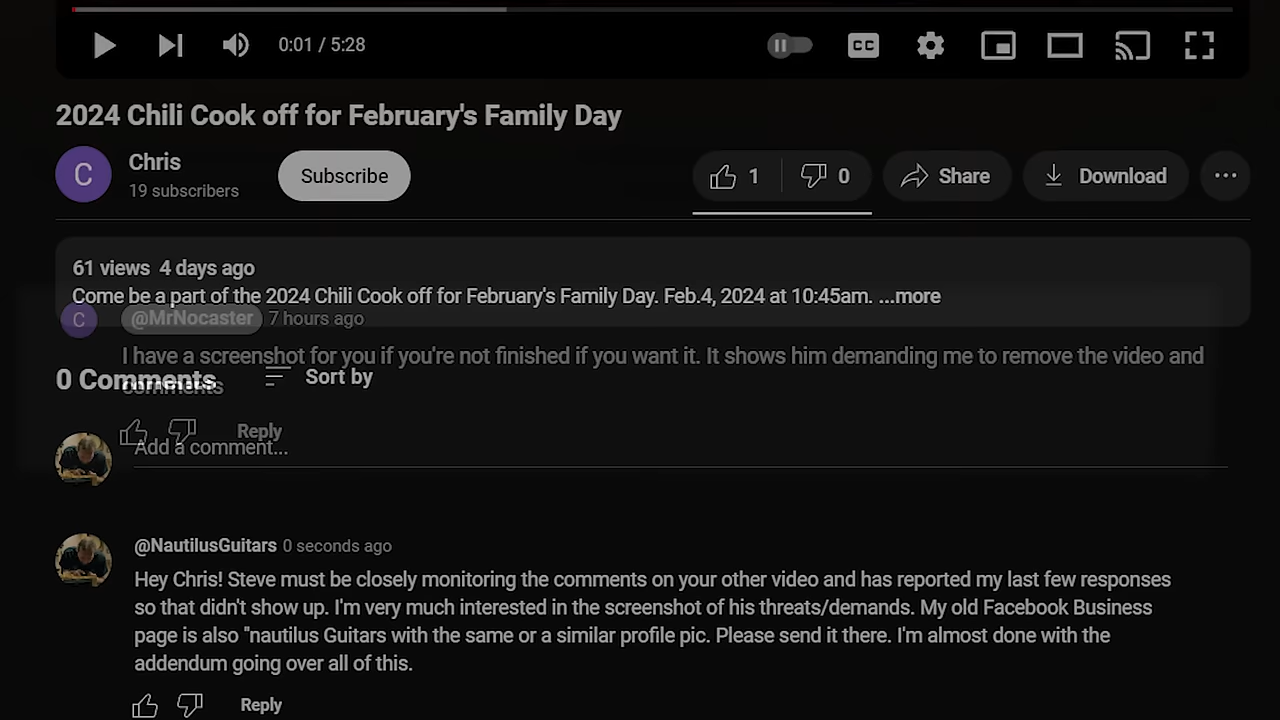 0:01 / 5:28
CC
2024 Chili Cook off for February's Family Day
C
Chris
19 subscribers
Subscribe
1
0
Share
Download
61 views 4 days ago
Come be a part of the 2024 Chili Cook off for February's Family Day. Feb.4, 2024 at 10:45am. ...more
C
@MrNocaster 7 hours ago
I have a screenshot for you if you're not finished if you want it. It shows him demanding me to remove the video and
comments
0 Comments
Sort by
Reply
Add a comment...
@NautilusGuitars 0 seconds ago
Hey Chris! Steve must be closely monitoring the comments on your other video and has reported my last few responses
so that didn't show up. I'm very much interested in the screenshot of his threats/demands. My old Facebook Business
page is also "nautilus Guitars with the same or a similar profile pic. Please send it there. I'm almost done with the
addendum going over all of this.
Reply